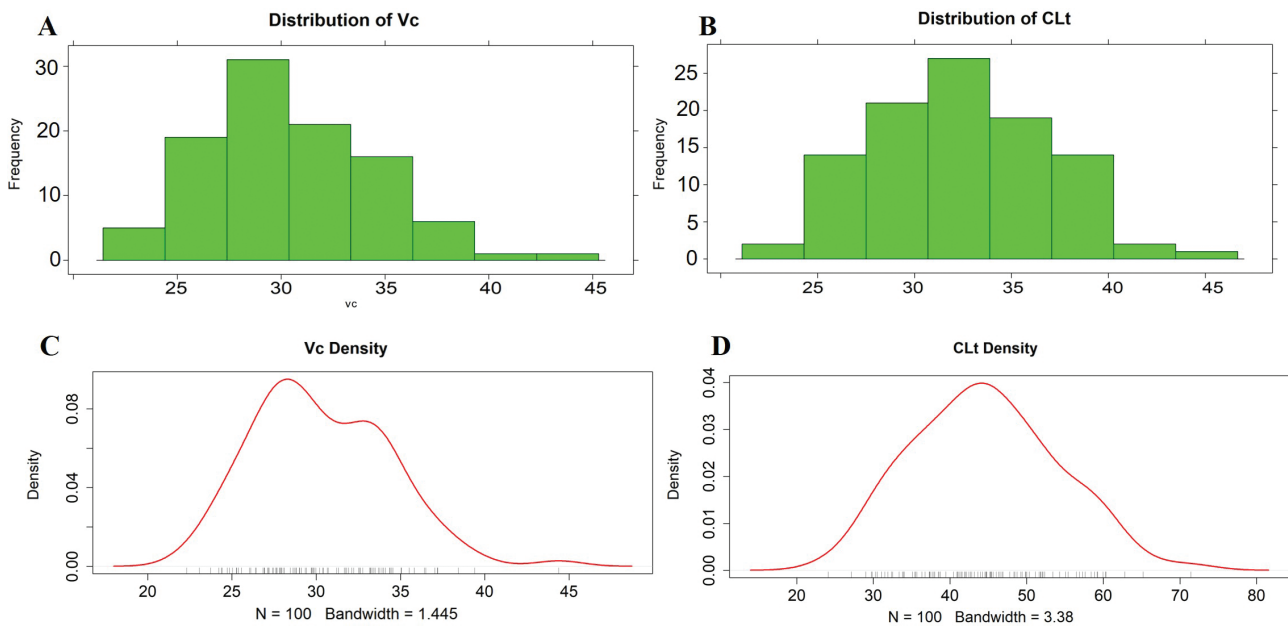 A
Distribution of Vc
Frequency
30
20
10
0
25
30
35
40
45
vc
B
Distribution of CLt
Frequency
25
20
15
10
5
0
25
30
35
40
45
C
Vc Density
Density
0.08
0.04
0.00
20
25
30
35
40
45
N = 100 Bandwidth = 1.445
D
CLt Density
Density
0.04
0.03
0.02
0.01
0.00
20
30
40
50
60
70
80
N = 100 Bandwidth = 3.38